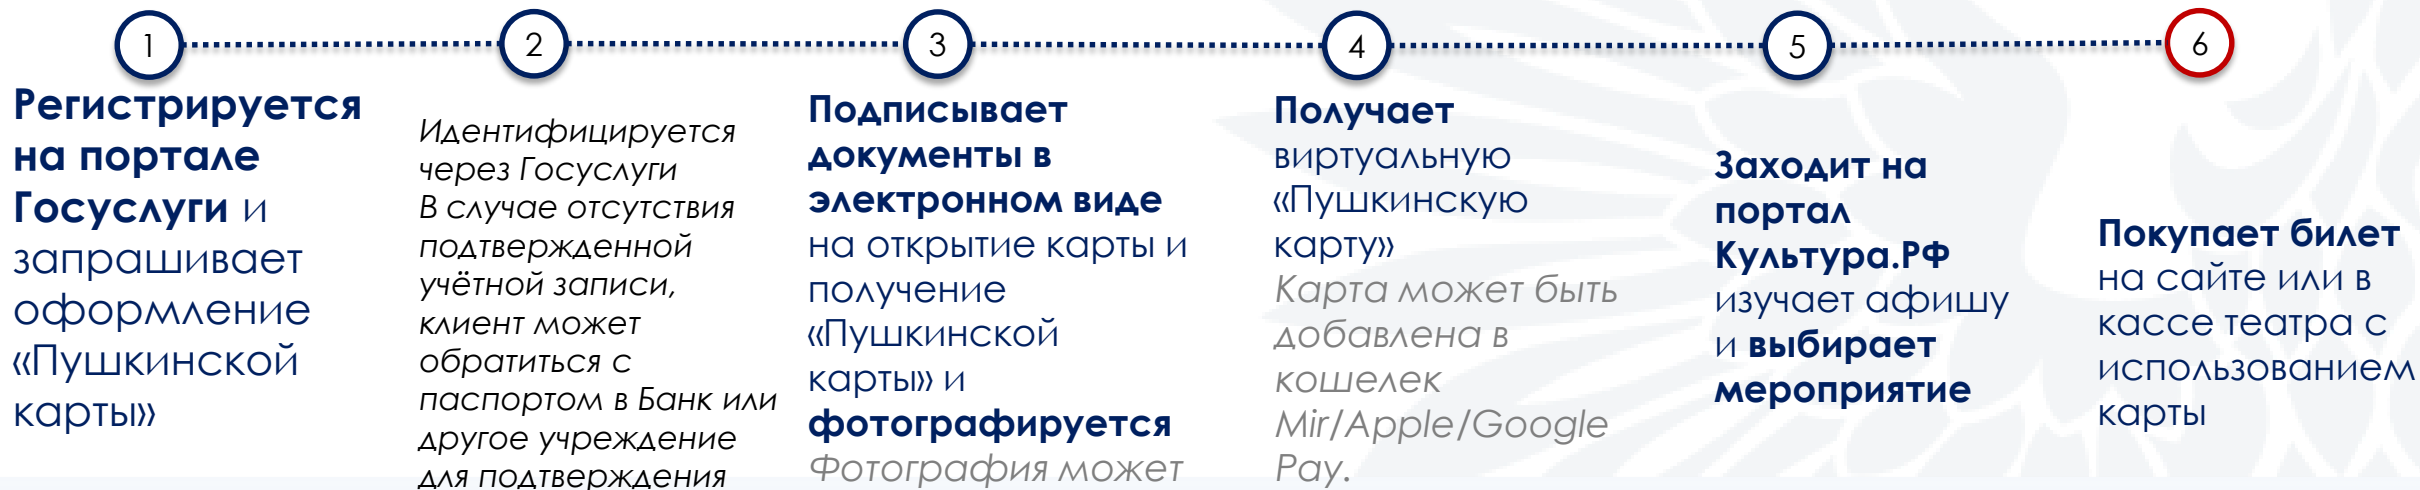 1
2
3
4
5
6
Регистрируется
на портале
Госуслуги и
запрашивает
оформление
«Пушкинской
карты»
Идентифицируется
через Госуслуги
В случае отсутствия
подтвержденной
учётной записи,
клиент может
обратиться с
паспортом в Банк или
другое учреждение
для подтверждения
Подписывает
документы в
электронном виде
на открытие карты и
получение
«Пушкинской
карты» и
фотографируется
Фотография может
Получает
виртуальную
«Пушкинскую
карту»
Карта может быть
добавлена в
кошелек
Mir/Apple/Google
Pay.
Заходит на
портал
Культура.РФ
изучает афишу
и выбирает
мероприятие
Покупает билет
на сайте или в
кассе театра с
использованием
карты